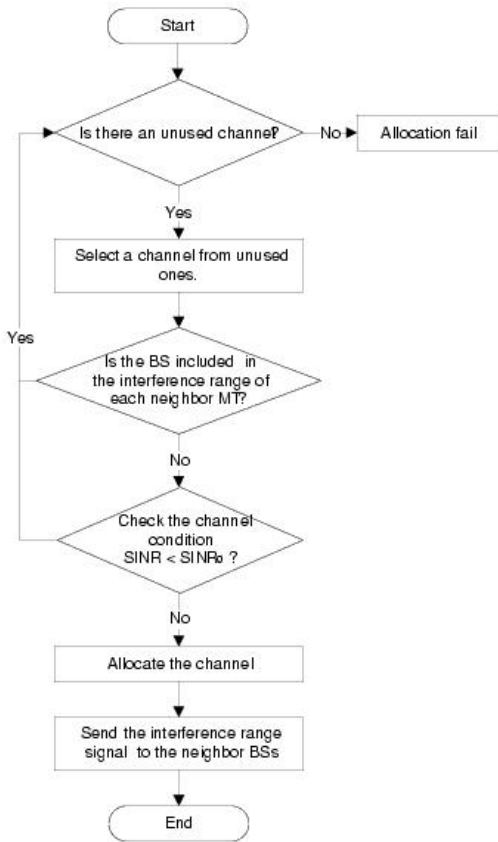 Start
Is there an unused channel?
No
Allocation fail
Yes
Select a channel from unused
ones.
Yes
Is the BS included in
the interference range of
each neighbor MT?
No
Check the channel
condition
SINR < SINR₀ ?
No
Allocate the channel
Send the interference range
signal to the neighbor BSs
End